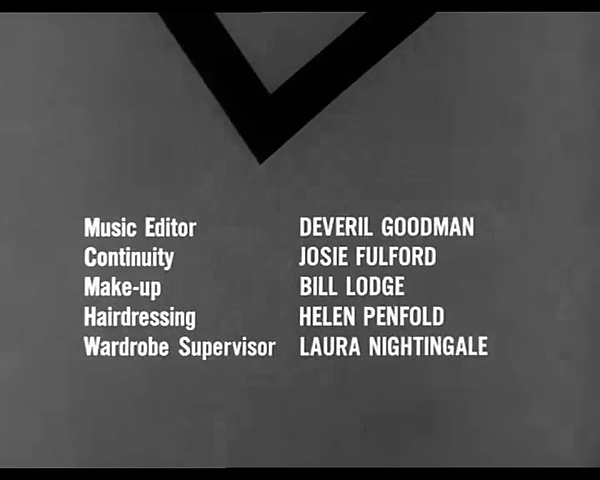 Music Editor DEVERIL GOODMAN
Continuity JOSIE FULFORD
Make-up BILL LODGE
Hairdressing HELEN PENFOLD
Wardrobe Supervisor LAURA NIGHTINGALE